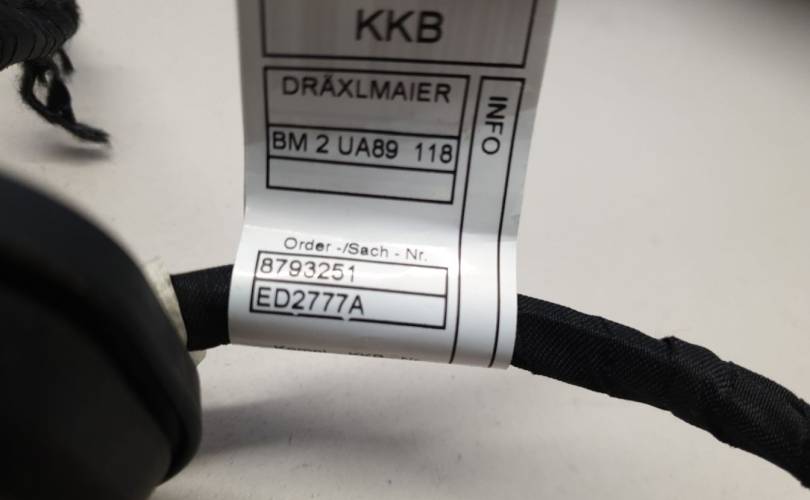 KKB
DRÄXLMAIER
BM 2 UA89 118
INFO
Order -/Sach - Nr.
8793251
ED2777A